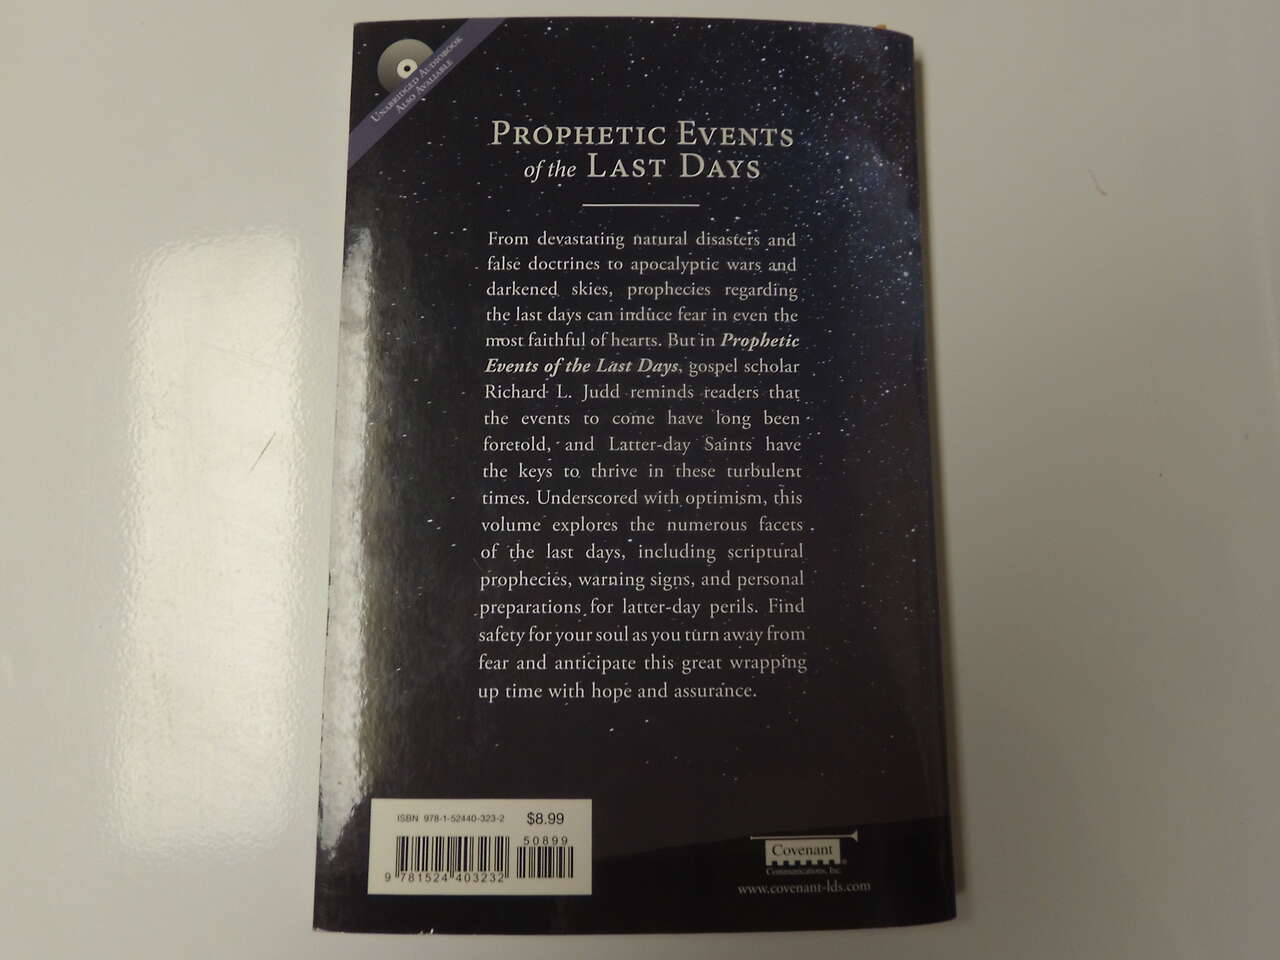 UNABRIDGED AUDIOBOOK
ALSO AVAILABLE
PROPHETIC EVENTS
of the LAST DAYS
From devastating natural disasters and
false doctrines to apocalyptic wars and
darkened skies, prophecies regarding
the last days can induce fear in even the
most faithful of hearts. But in Prophetic
Events of the Last Days, gospel scholar
Richard L. Judd reminds readers that
the events to come have long been
foretold, and Latter-day Saints have
the keys to thrive in these turbulent
times. Underscored with optimism, this
volume explores the numerous facets
of the last days, including scriptural
prophecies, warning signs, and personal
preparations for latter-day perils. Find
safety for your soul as you turn away from
fear and anticipate this great wrapping
up time with hope and assurance.
ISBN 978-1-52440-323-2 $8.99
50899
9 781524 403232
Covenant
Communications, Inc.
www.covenant-lds.com